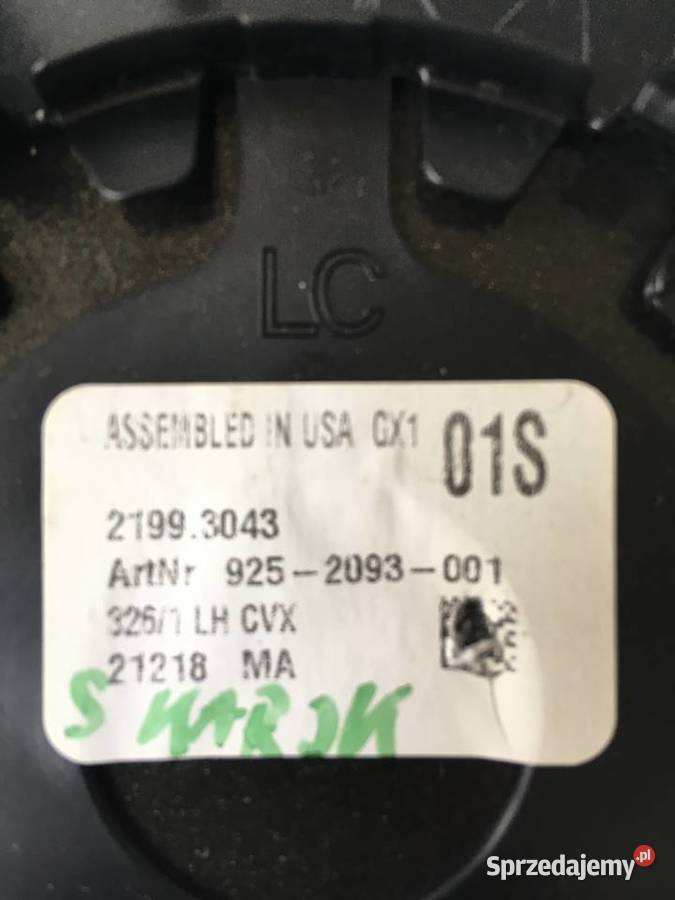 LC
ASSEMBLED IN USA GX1 01S
2199.3043
ArtNr 925-2093-001
326/1 LH CVX
21218 MA
S KAROK
Sprzedajemy.pl